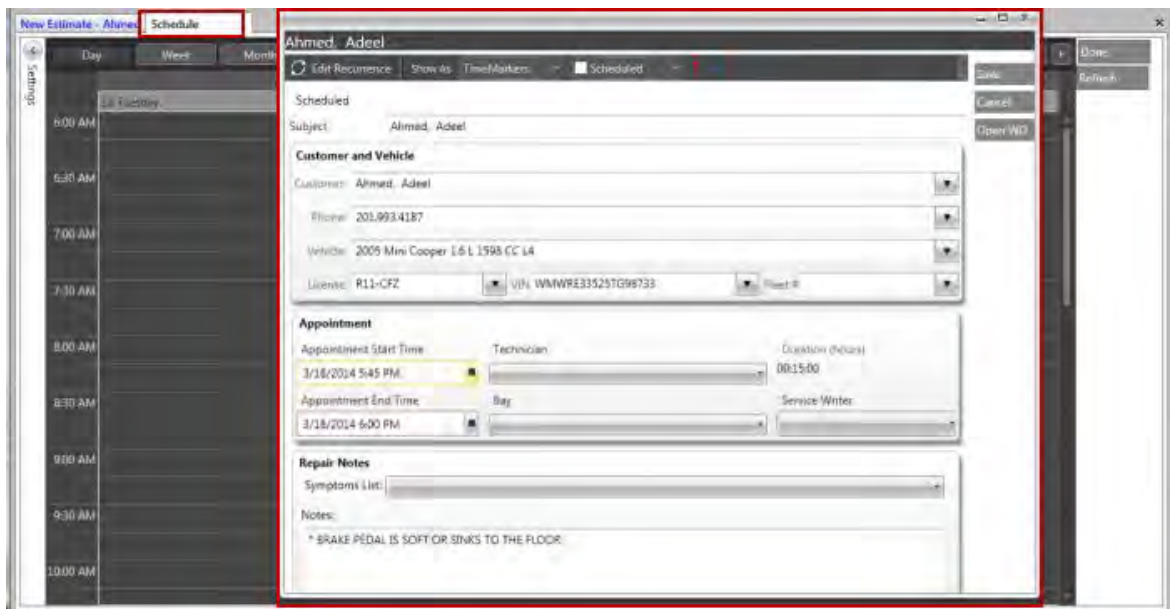 New Estimate - Ahmed
Schedule
Day Week Month
Settings
18 Tuesday
6:00 AM
6:30 AM
7:00 AM
7:30 AM
8:00 AM
8:30 AM
9:00 AM
9:30 AM
10:00 AM
Ahmed, Adeel
Edit Recurrence Show As TimeMarkers Scheduled
Scheduled
Subject Ahmed, Adeel
Customer and Vehicle
Customer: Ahmed, Adeel
Phone: 201.993.4187
Vehicle: 2005 Mini Cooper 1.6 L 1598 CC L4
License: R11-CFZ VIN: WMWRE33525TG98733 Fleet #:
Appointment
Appointment Start Time Technician Duration (hours)
3/18/2014 5:45 PM 00:15:00
Appointment End Time Bay Service Writer
3/18/2014 6:00 PM
Repair Notes
Symptoms List:
Notes:
* BRAKE PEDAL IS SOFT OR SINKS TO THE FLOOR
Save
Cancel
Open WO
Done
Refresh